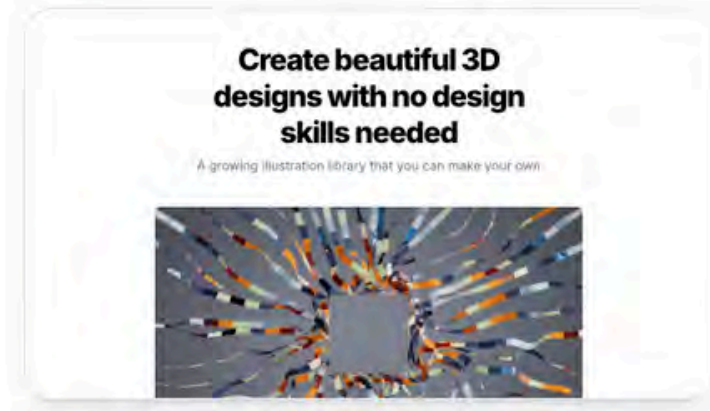 Create beautiful 3D
designs with no design
skills needed
A growing illustration library that you can make your own